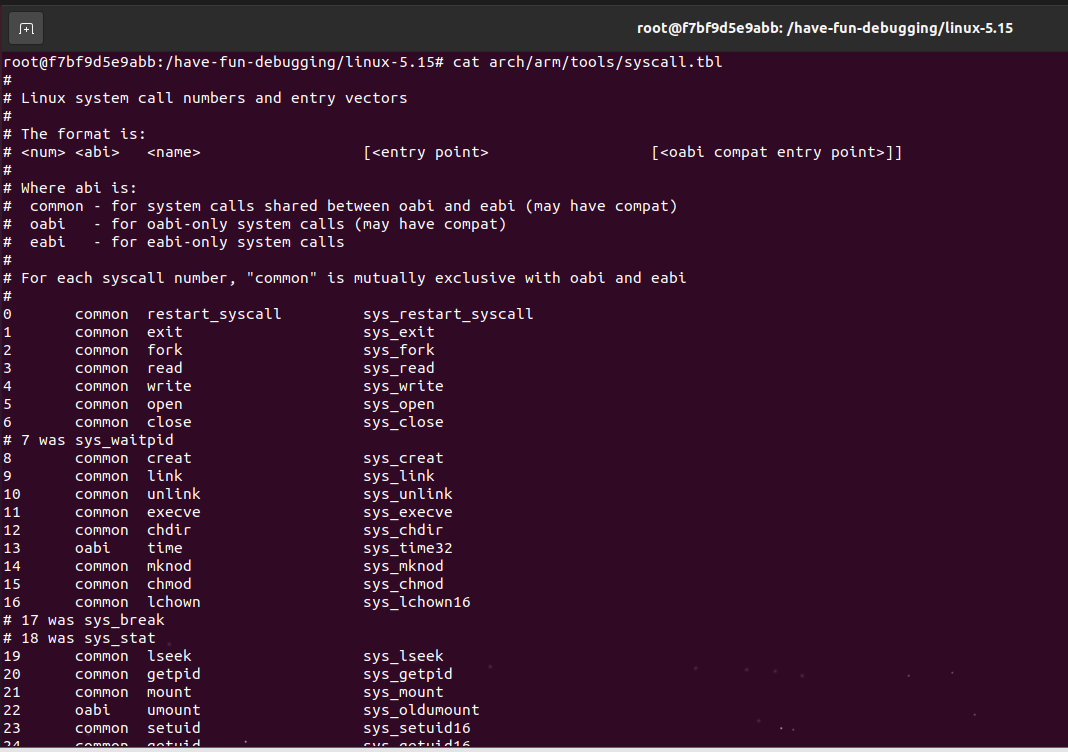 root@f7bf9d5e9abb: /have-fun-debugging/linux-5.15
root@f7bf9d5e9abb:/have-fun-debugging/linux-5.15# cat arch/arm/tools/syscall.tbl
#
# Linux system call numbers and entry vectors
#
# The format is:
# <num> <abi>	<name>			[<entry point>			[<oabi compat entry point>]]
#
# Where abi is:
#  common - for system calls shared between oabi and eabi (may have compat)
#  oabi   - for oabi-only system calls (may have compat)
#  eabi   - for eabi-only system calls
#
# For each syscall number, "common" is mutually exclusive with oabi and eabi
#
0	common	restart_syscall		sys_restart_syscall
1	common	exit			sys_exit
2	common	fork			sys_fork
3	common	read			sys_read
4	common	write			sys_write
5	common	open			sys_open
6	common	close			sys_close
# 7 was sys_waitpid
8	common	creat			sys_creat
9	common	link			sys_link
10	common	unlink			sys_unlink
11	common	execve			sys_execve
12	common	chdir			sys_chdir
13	oabi	time			sys_time32
14	common	mknod			sys_mknod
15	common	chmod			sys_chmod
16	common	lchown			sys_lchown16
# 17 was sys_break
# 18 was sys_stat
19	common	lseek			sys_lseek
20	common	getpid			sys_getpid
21	common	mount			sys_mount
22	oabi	umount			sys_oldumount
23	common	setuid			sys_setuid16
24	common	getuid			sys_getuid16